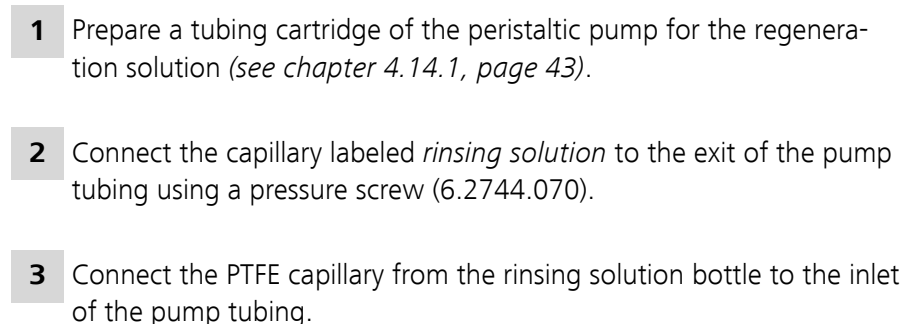 1 Prepare a tubing cartridge of the peristaltic pump for the regenera-
tion solution (see chapter 4.14.1, page 43).
2 Connect the capillary labeled rinsing solution to the exit of the pump
tubing using a pressure screw (6.2744.070).
3 Connect the PTFE capillary from the rinsing solution bottle to the inlet
of the pump tubing.